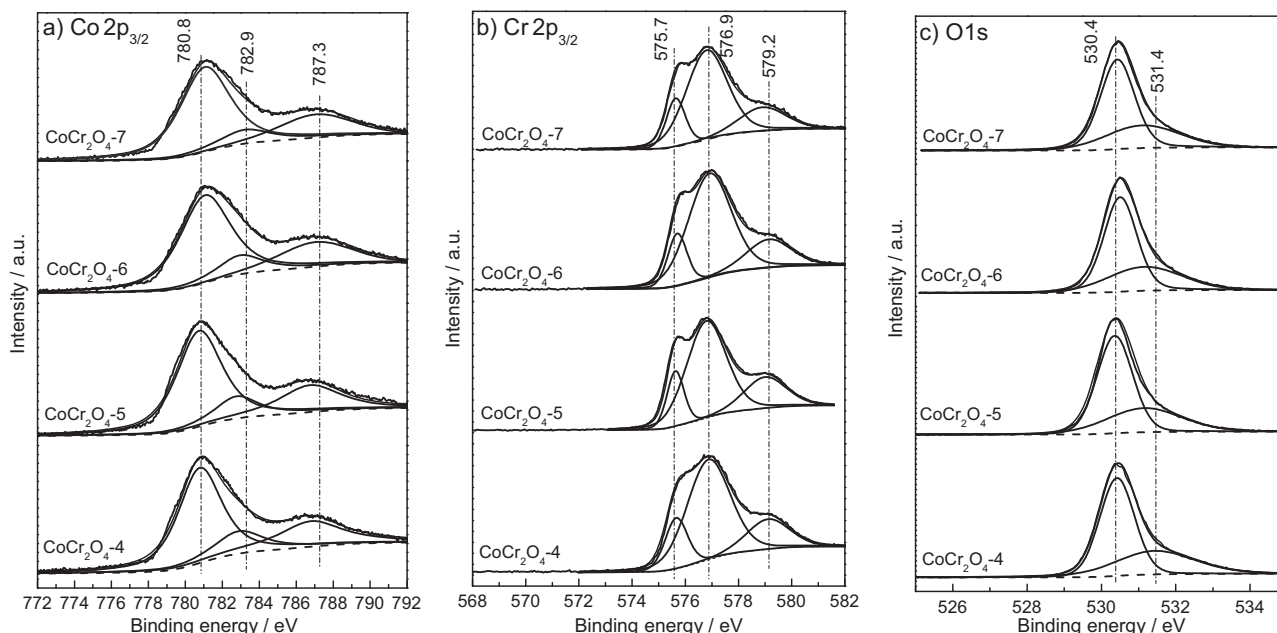 a) Co 2p3/2
780.8
782.9
787.3
CoCr2O4-7
CoCr2O4-6
CoCr2O4-5
CoCr2O4-4
Intensity / a.u.
772 774 776 778 780 782 784 786 788 790 792
Binding energy / eV
b) Cr 2p3/2
575.7
576.9
579.2
CoCr2O4-7
CoCr2O4-6
CoCr2O4-5
CoCr2O4-4
Intensity / a.u.
568 570 572 574 576 578 580 582
Binding energy / eV
c) O1s
530.4
531.4
CoCr2O4-7
CoCr2O4-6
CoCr2O4-5
CoCr2O4-4
Intensity / a.u.
526 528 530 532 534
Binding energy / eV